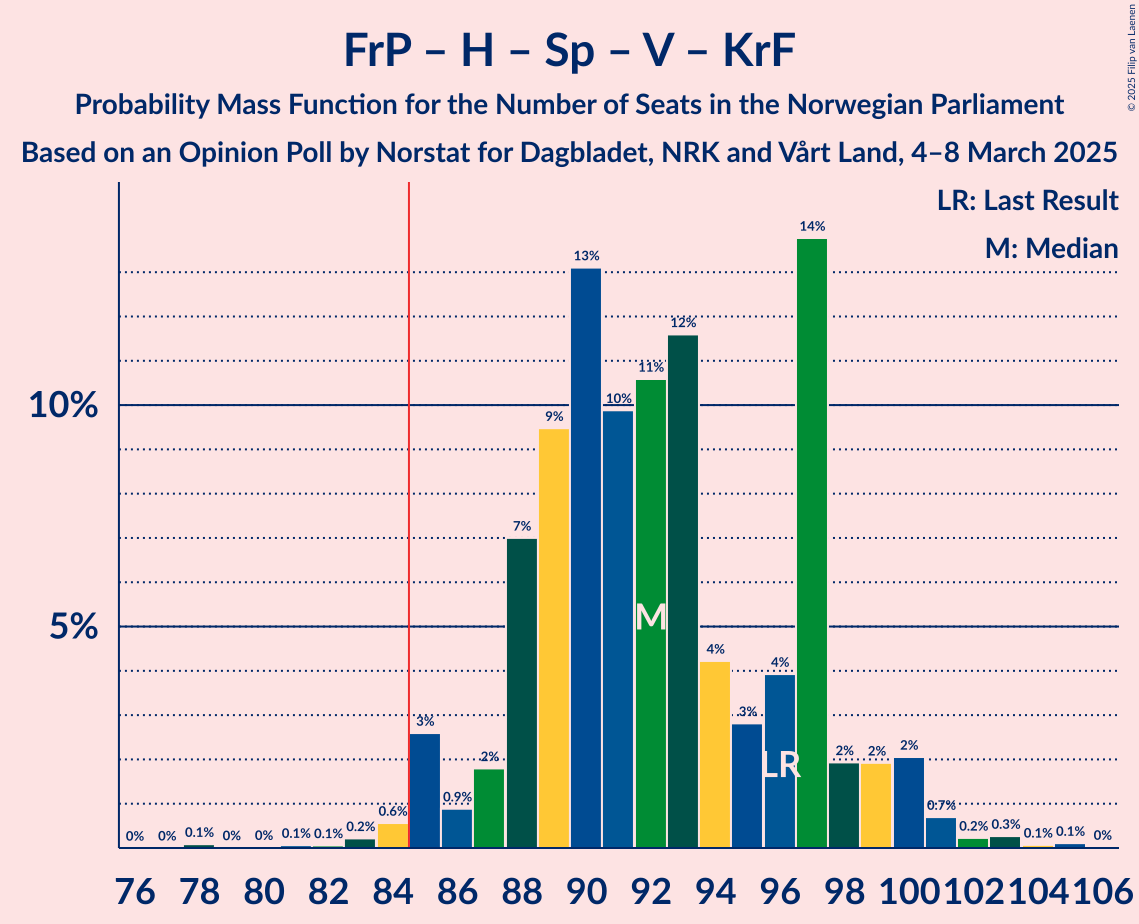 FrP – H – Sp – V – KrF
Probability Mass Function for the Number of Seats in the Norwegian Parliament
Based on an Opinion Poll by Norstat for Dagbladet, NRK and Vårt Land, 4–8 March 2025
© 2025 Filip van Laenen
LR: Last Result
M: Median
10%
5%
0% 0% 0.1% 0% 0% 0.1% 0.1% 0.2% 0.6% 3% 0.9% 2% 7% 9% 13% 10% 11% 12% 4% 3% 4% 14% 2% 2% 2% 0.7% 0.2% 0.3% 0.1% 0.1% 0%
M
LR
76 78 80 82 84 86 88 90 92 94 96 98 100 102 104 106